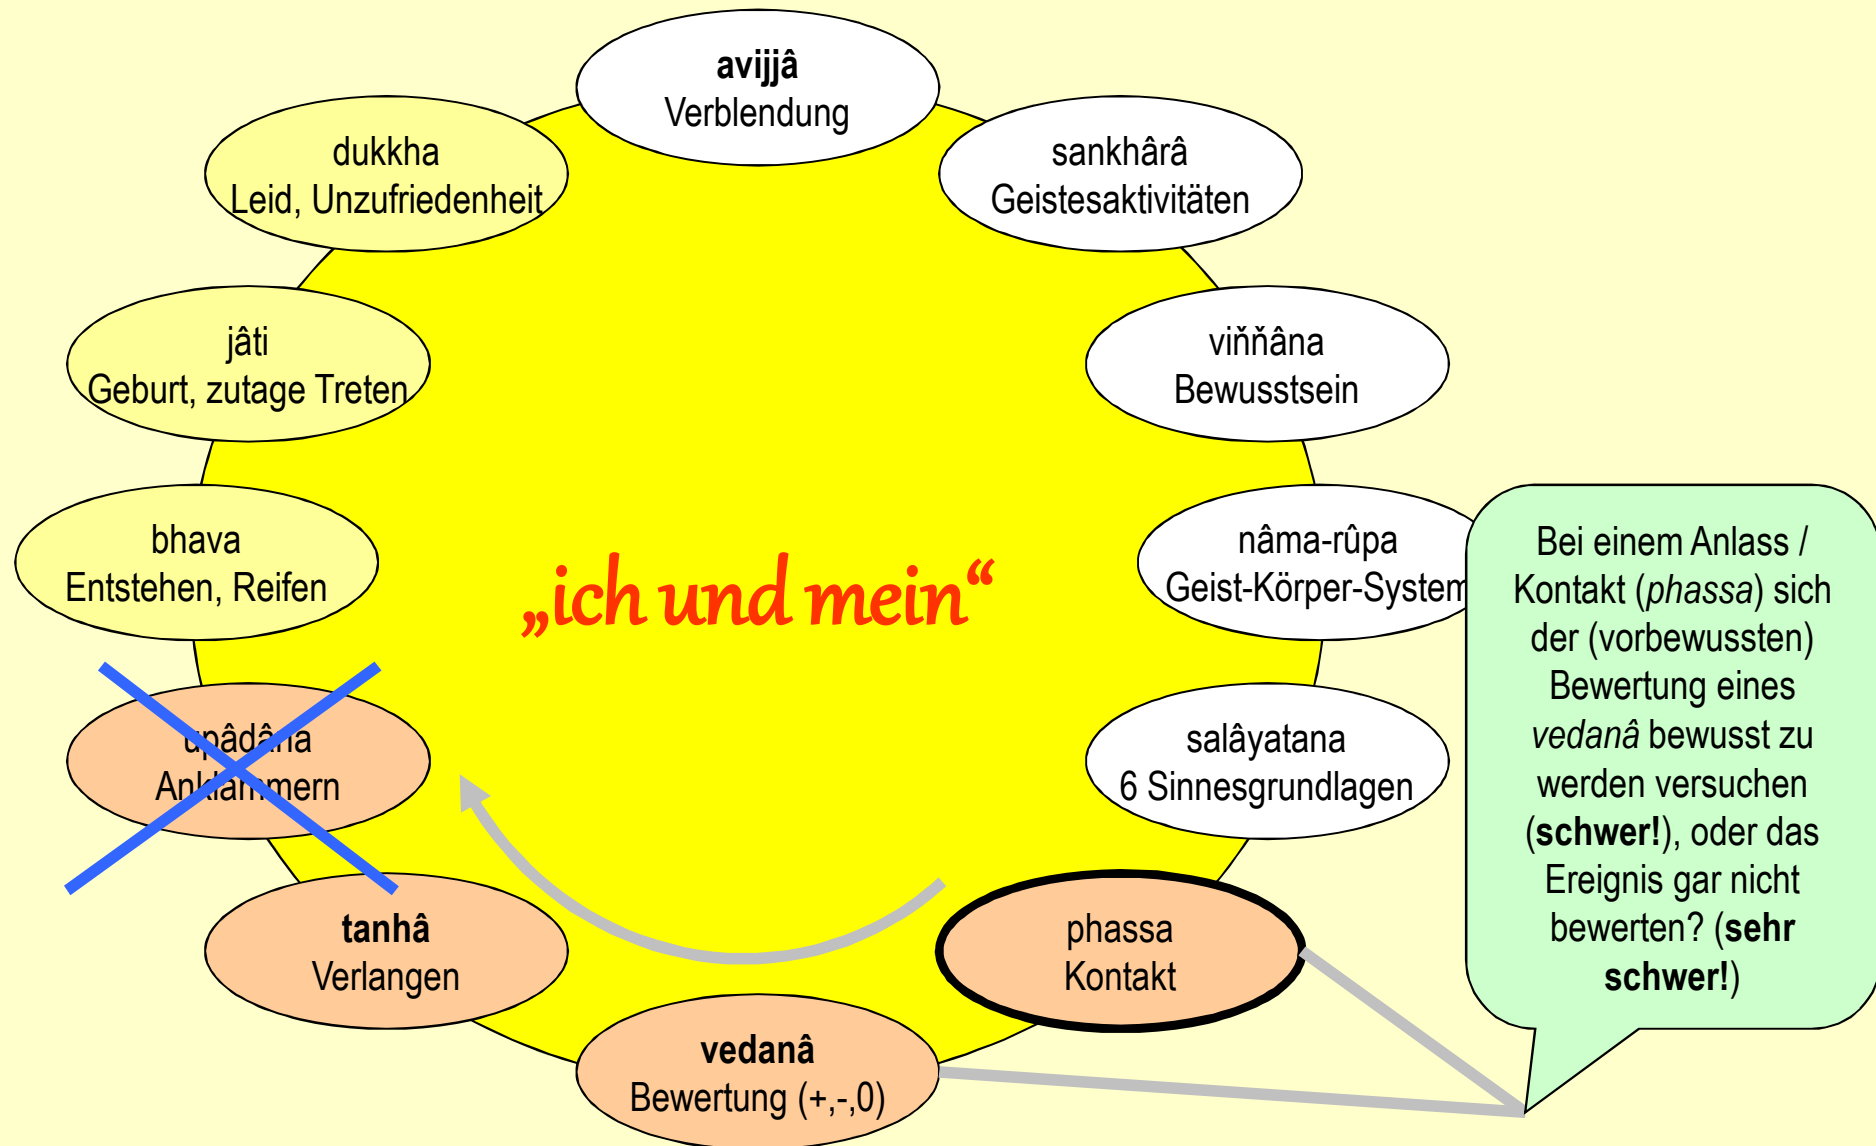 avijjâ
Verblendung
sankhârâ
Geistesaktivitäten
viňňâna
Bewusstsein
nâma-rûpa
Geist-Körper-System
salâyatana
6 Sinnesgrundlagen
phassa
Kontakt
vedanâ
Bewertung (+,-,0)
tanhâ
Verlangen
upâdâna
Anklammern
bhava
Entstehen, Reifen
jâti
Geburt, zutage Treten
dukkha
Leid, Unzufriedenheit
„ich und mein“
Bei einem Anlass /
Kontakt (phassa) sich
der (vorbewussten)
Bewertung eines
vedanâ bewusst zu
werden versuchen
(schwer!), oder das
Ereignis gar nicht
bewerten? (sehr
schwer!)